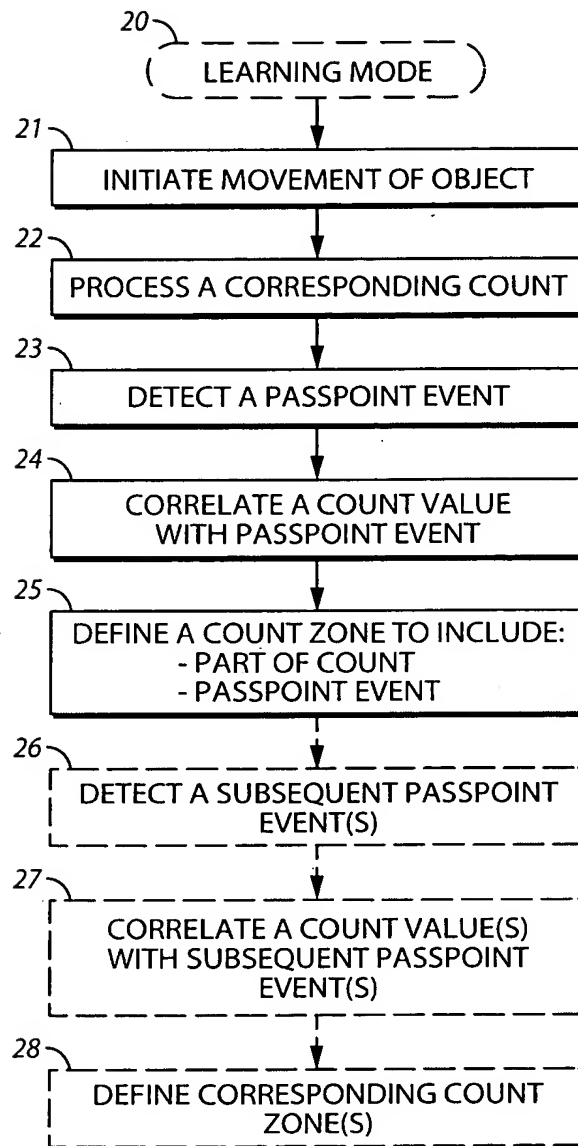 20
LEARNING MODE
21
INITIATE MOVEMENT OF OBJECT
22
PROCESS A CORRESPONDING COUNT
23
DETECT A PASSPOINT EVENT
24
CORRELATE A COUNT VALUE
WITH PASSPOINT EVENT
25
DEFINE A COUNT ZONE TO INCLUDE:
- PART OF COUNT
- PASSPOINT EVENT
26
DETECT A SUBSEQUENT PASSPOINT
EVENT(S)
27
CORRELATE A COUNT VALUE(S)
WITH SUBSEQUENT PASSPOINT
EVENT(S)
28
DEFINE CORRESPONDING COUNT
ZONE(S)